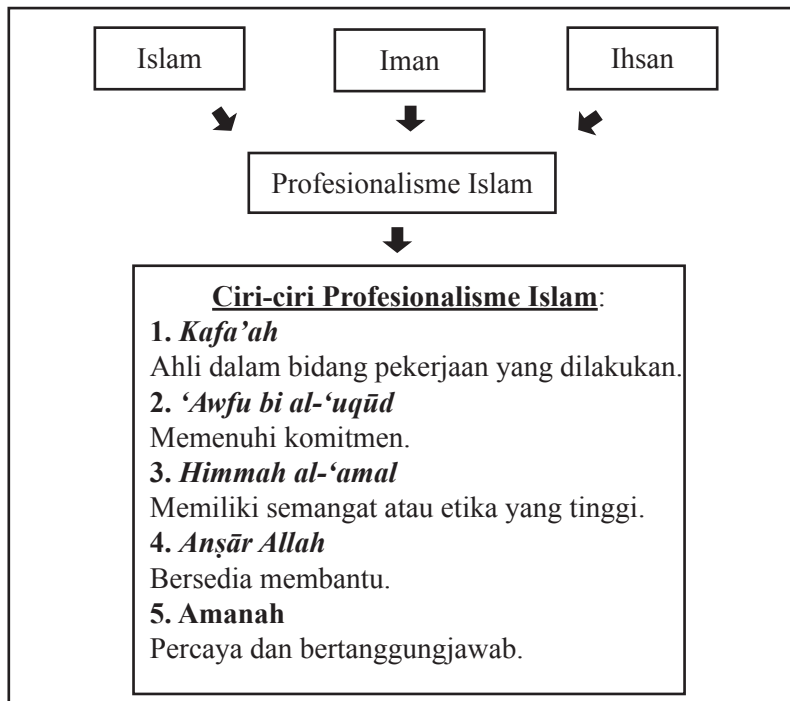 Islam
Iman
Ihsan
Profesionalisme Islam
Ciri-ciri Profesionalisme Islam:
1. Kafa’ah
Ahli dalam bidang pekerjaan yang dilakukan.
2. ‘Awfu bi al-‘uqūd
Memenuhi komitmen.
3. Himmah al-‘amal
Memiliki semangat atau etika yang tinggi.
4. Anṣār Allah
Bersedia membantu.
5. Amanah
Percaya dan bertanggungjawab.